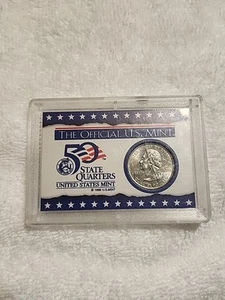 THE OFFICIAL U.S. MINT
50
STATE
QUARTERS
UNITED STATES MINT